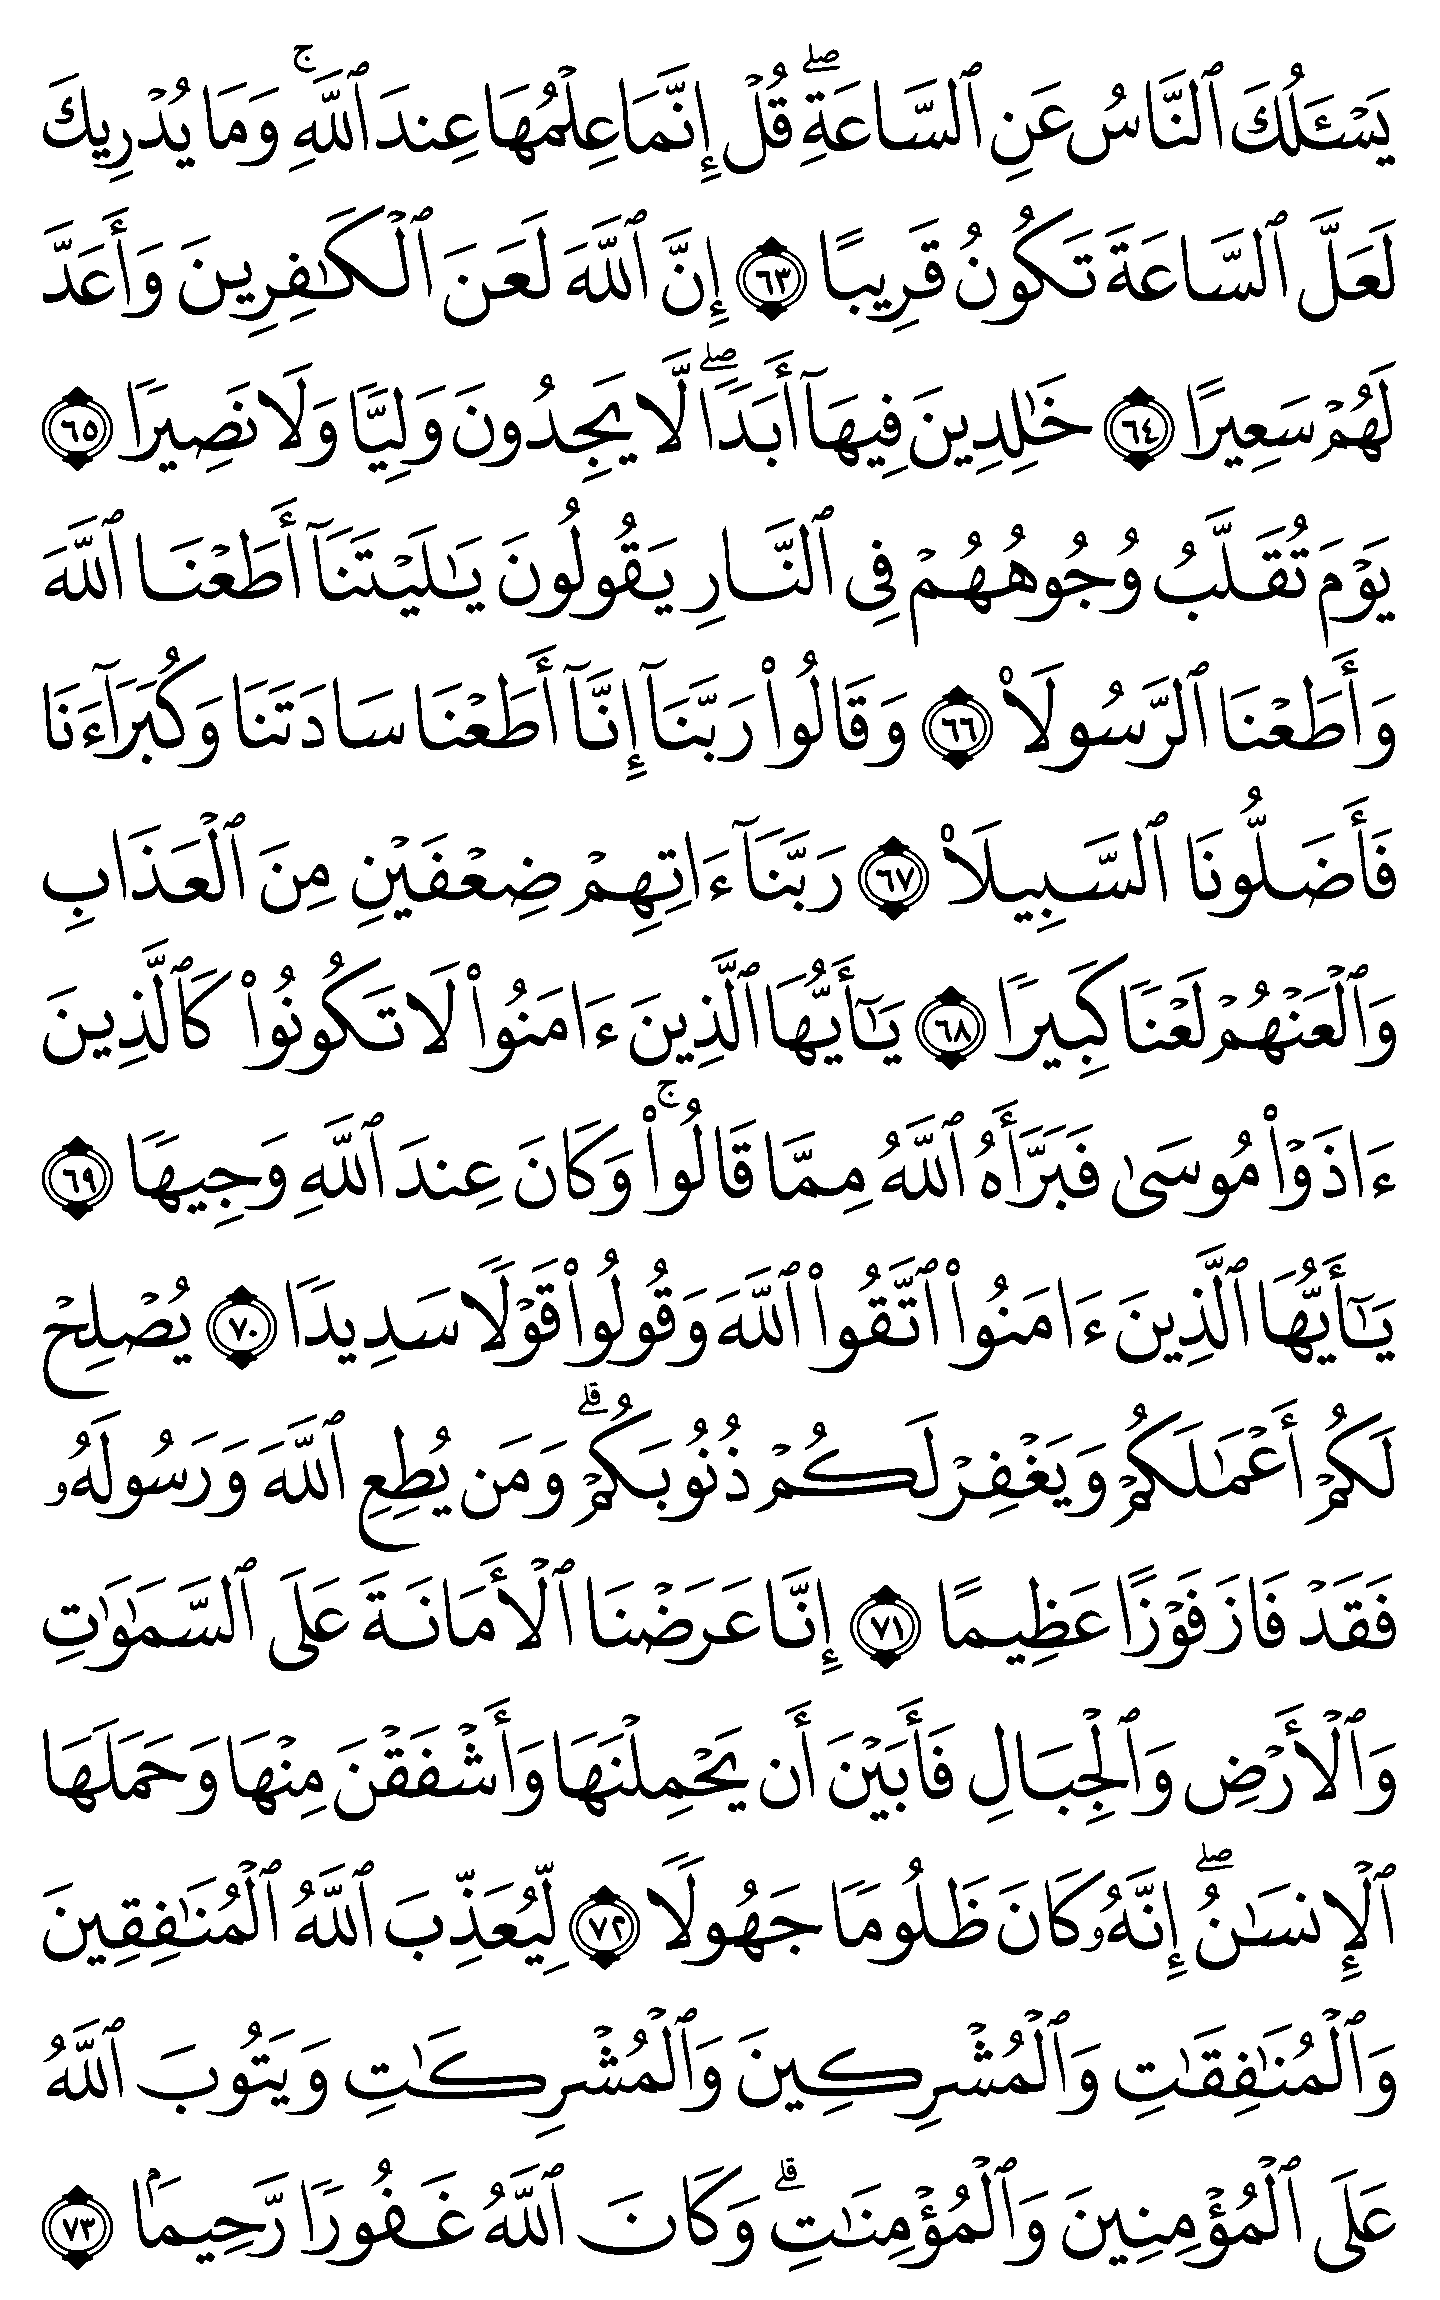 يَسْـَٔلُكَ ٱلنَّاسُ عَنِ ٱلسَّاعَةِ ۖ قُلْ إِنَّمَا عِلْمُهَا عِندَ ٱللَّهِ ۚ وَمَا يُدْرِيكَ
لَعَلَّ ٱلسَّاعَةَ تَكُونُ قَرِيبًا ٦٣ إِنَّ ٱللَّهَ لَعَنَ ٱلْكَـٰفِرِينَ وَأَعَدَّ
لَهُمْ سَعِيرًا ٦٤ خَـٰلِدِينَ فِيهَآ أَبَدًا ۖ لَّا يَجِدُونَ وَلِيًّا وَلَا نَصِيرًا ٦٥
يَوْمَ تُقَلَّبُ وُجُوهُهُمْ فِى ٱلنَّارِ يَقُولُونَ يَـٰلَيْتَنَآ أَطَعْنَا ٱللَّهَ
وَأَطَعْنَا ٱلرَّسُولَا۠ ٦٦ وَقَالُوا۟ رَبَّنَآ إِنَّآ أَطَعْنَا سَادَتَنَا وَكُبَرَآءَنَا
فَأَضَلُّونَا ٱلسَّبِيلَا۠ ٦٧ رَبَّنَآ ءَاتِهِمْ ضِعْفَيْنِ مِنَ ٱلْعَذَابِ
وَٱلْعَنْهُمْ لَعْنًا كَبِيرًا ٦٨ يَـٰٓأَيُّهَا ٱلَّذِينَ ءَامَنُوا۟ لَا تَكُونُوا۟ كَٱلَّذِينَ
ءَاذَوْا۟ مُوسَىٰ فَبَرَّأَهُ ٱللَّهُ مِمَّا قَالُوا۟ ۚ وَكَانَ عِندَ ٱللَّهِ وَجِيهًا ٦٩
يَـٰٓأَيُّهَا ٱلَّذِينَ ءَامَنُوا۟ ٱتَّقُوا۟ ٱللَّهَ وَقُولُوا۟ قَوْلًا سَدِيدًا ٧٠ يُصْلِحْ
لَكُمْ أَعْمَـٰلَكُمْ وَيَغْفِرْ لَكُمْ ذُنُوبَكُمْ ۗ وَمَن يُطِعِ ٱللَّهَ وَرَسُولَهُۥ
فَقَدْ فَازَ فَوْزًا عَظِيمًا ٧١ إِنَّا عَرَضْنَا ٱلْأَمَانَةَ عَلَى ٱلسَّمَـٰوَٰتِ
وَٱلْأَرْضِ وَٱلْجِبَالِ فَأَبَيْنَ أَن يَحْمِلْنَهَا وَأَشْفَقْنَ مِنْهَا وَحَمَلَهَا
ٱلْإِنسَـٰنُ ۖ إِنَّهُۥ كَانَ ظَلُومًا جَهُولًا ٧٢ لِّيُعَذِّبَ ٱللَّهُ ٱلْمُنَـٰفِقِينَ
وَٱلْمُنَـٰفِقَـٰتِ وَٱلْمُشْرِكِينَ وَٱلْمُشْرِكَـٰتِ وَيَتُوبَ ٱللَّهُ
عَلَى ٱلْمُؤْمِنِينَ وَٱلْمُؤْمِنَـٰتِ ۗ وَكَانَ ٱللَّهُ غَفُورًا رَّحِيمًۢا ٧٣